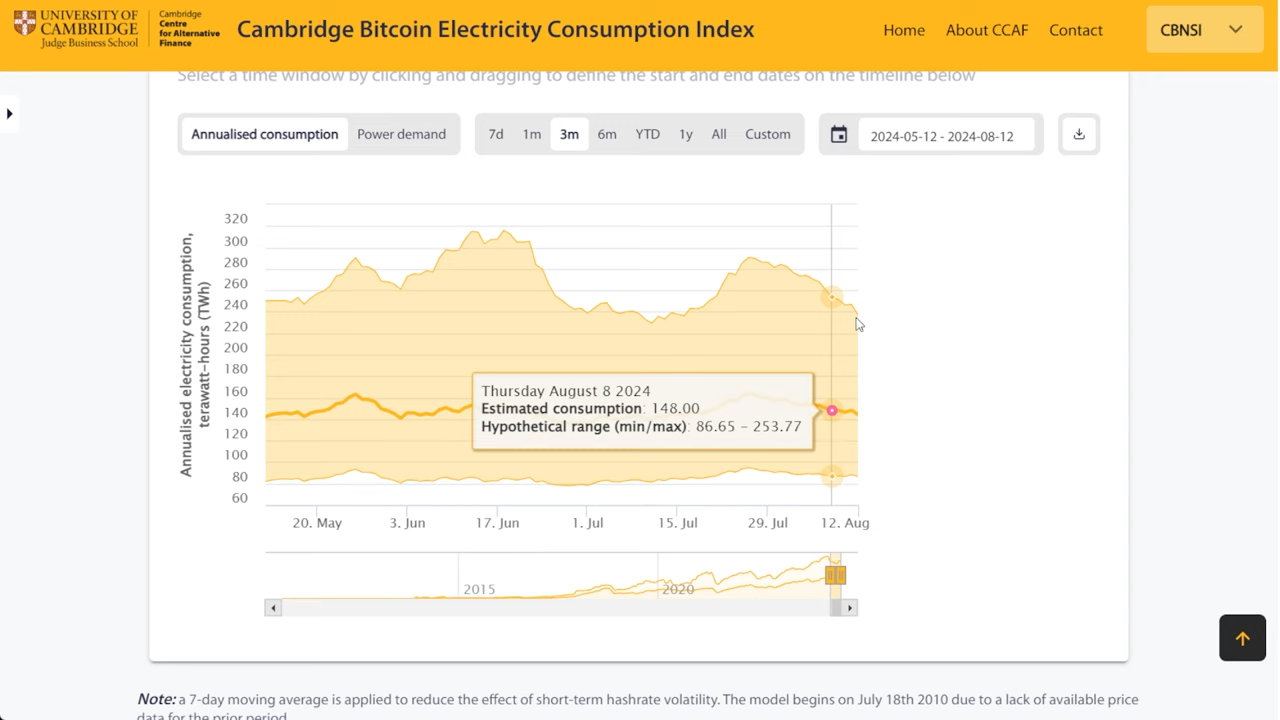 UNIVERSITY OF
CAMBRIDGE
Judge Business School
Cambridge
Centre
for Alternative
Finance
Cambridge Bitcoin Electricity Consumption Index
Home About CCAF Contact
CBNSI
Select a time window by clicking and dragging to define the start and end dates on the timeline below
Annualised consumption Power demand 7d 1m 3m 6m YTD 1y All Custom 2024-05-12 - 2024-08-12
Annualised electricity consumption,
terawatt-hours (TWh)
320
300
280
260
240
220
200
180
160
140
120
100
80
60
Thursday August 8 2024
Estimated consumption: 148.00
Hypothetical range (min/max): 86.65 – 253.77
20. May 3. Jun 17. Jun 1. Jul 15. Jul 29. Jul 12. Aug
2015 2020
Note: a 7-day moving average is applied to reduce the effect of short-term hashrate volatility. The model begins on July 18th 2010 due to a lack of available price
data for the prior period.